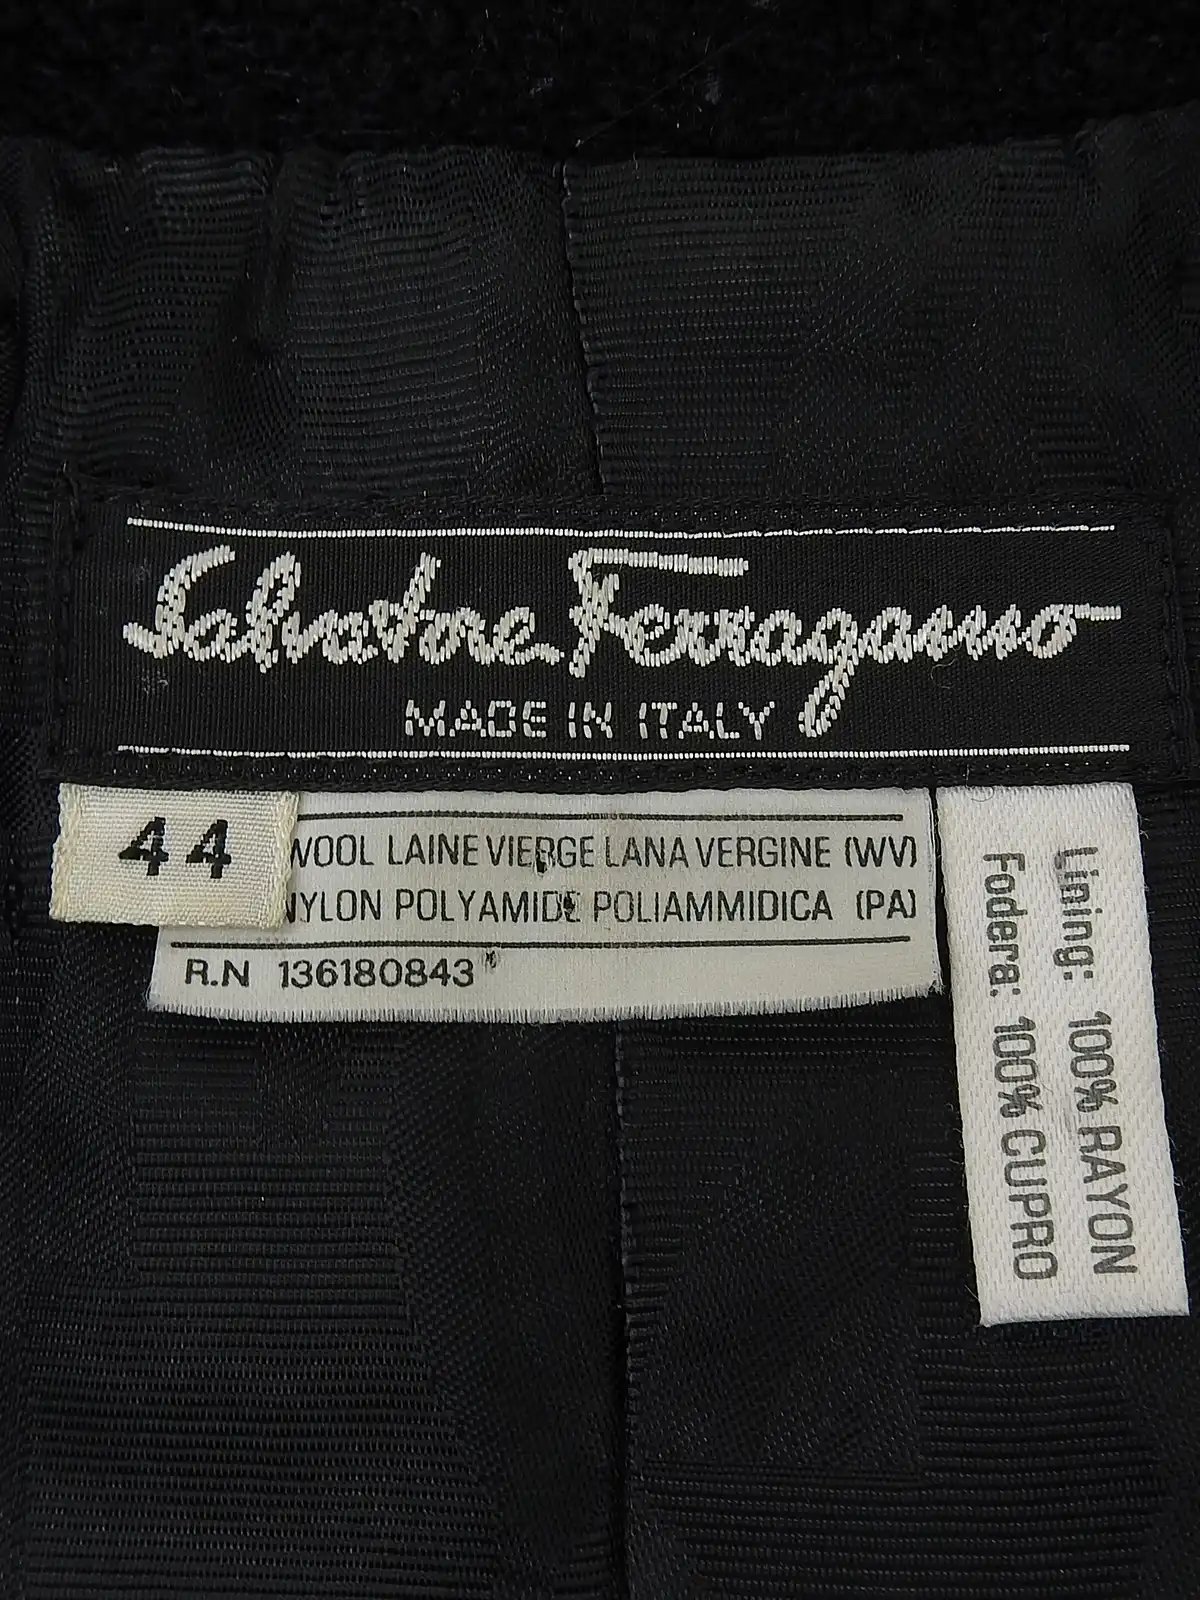 Salvatore Ferragamo
MADE IN ITALY
44
WOOL LAINE VIERGE LANA VERGINE (WV)
NYLON POLYAMIDE POLIAMMIDICA (PA)
R.N 136180843
Lining: 100% RAYON
Fodera: 100% CUPRO